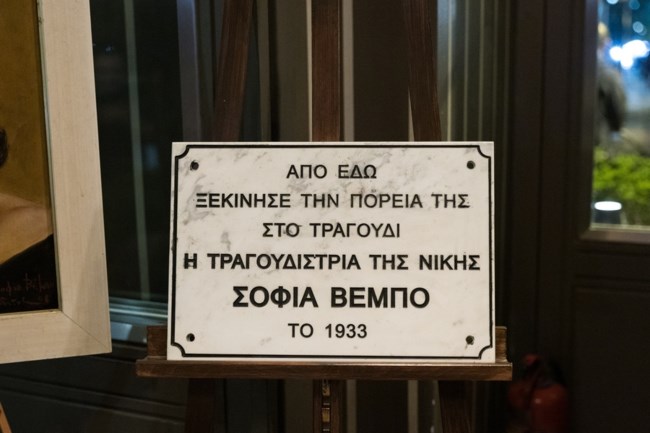 ΑΠΟ ΕΔΩ
ΞΕΚΙΝΗΣΕ ΤΗΝ ΠΟΡΕΙΑ ΤΗΣ
ΣΤΟ ΤΡΑΓΟΥΔΙ
Η ΤΡΑΓΟΥΔΙΣΤΡΙΑ ΤΗΣ ΝΙΚΗΣ
ΣΟΦΙΑ ΒΕΜΠΟ
ΤΟ 1933